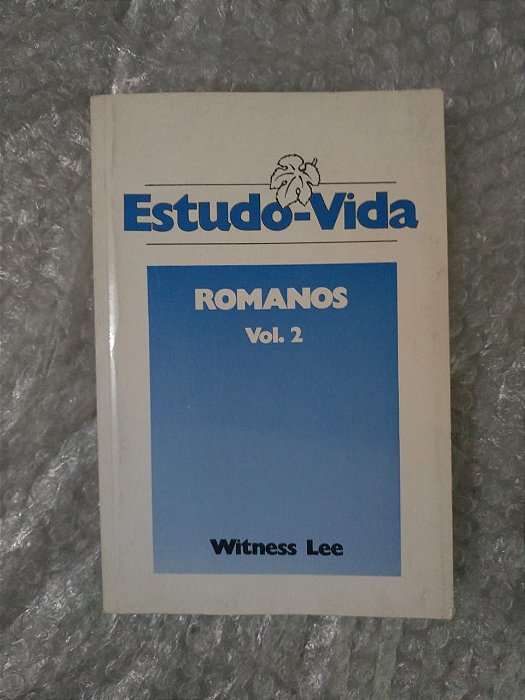 Estudo-Vida
ROMANOS
Vol. 2
Witness Lee